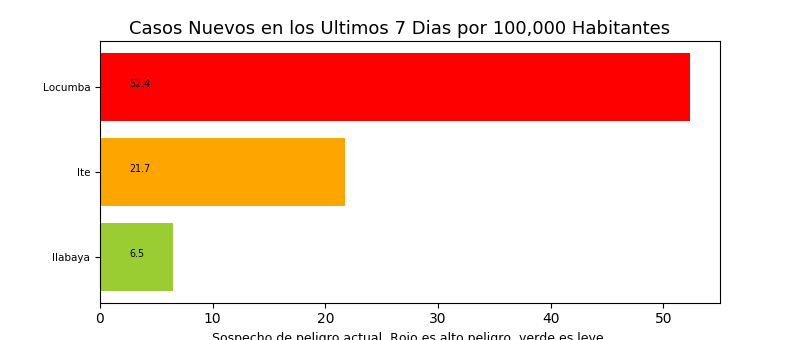 Casos Nuevos en los Ultimos 7 Dias por 100,000 Habitantes
Locumba
52.4
Ite
21.7
Ilabaya
6.5
0 10 20 30 40 50
Sospecho de peligro actual. Rojo es alto peligro, verde es leve